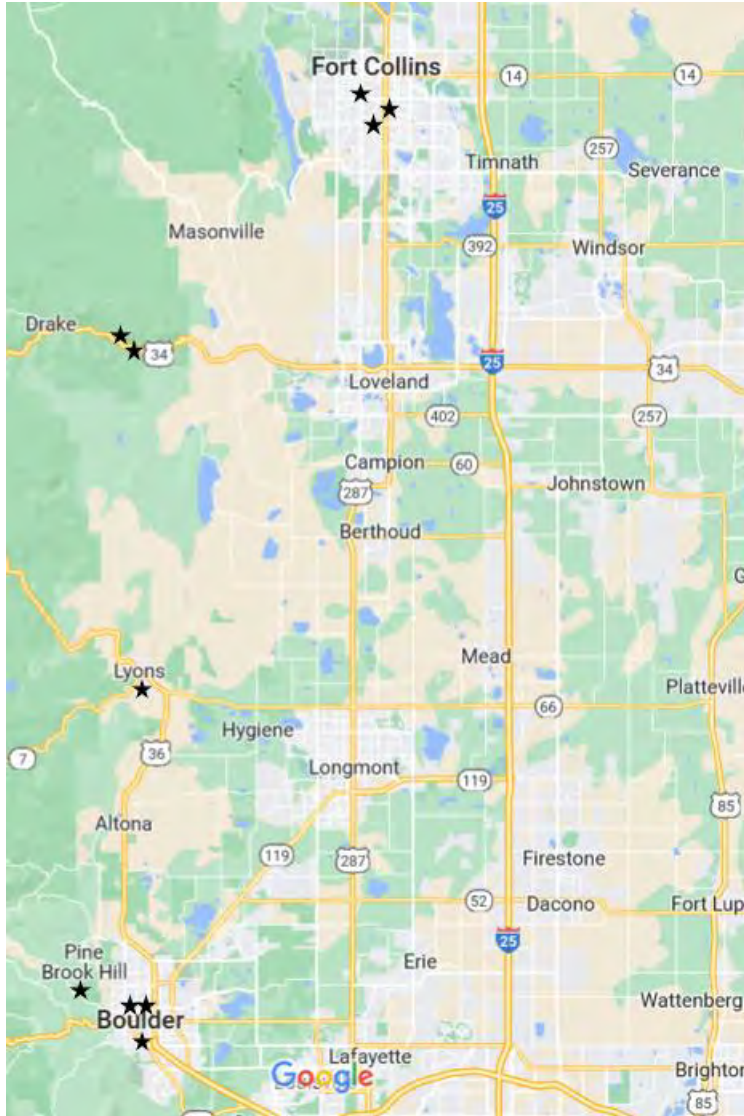 Fort Collins
14
14
257
Timnath
Severance
25
Masonville
392
Windsor
Drake
34
25
34
Loveland
402
257
Campion
60
287
Johnstown
Berthoud
G
Mead
Lyons
Platteville
66
Hygiene
7
36
Longmont
119
85
Altona
119
287
Firestone
52
Dacono
Fort Lup
25
Pine
Brook Hill
Erie
Wattenberg
Boulder
Lafayette
Google
Brighton
85